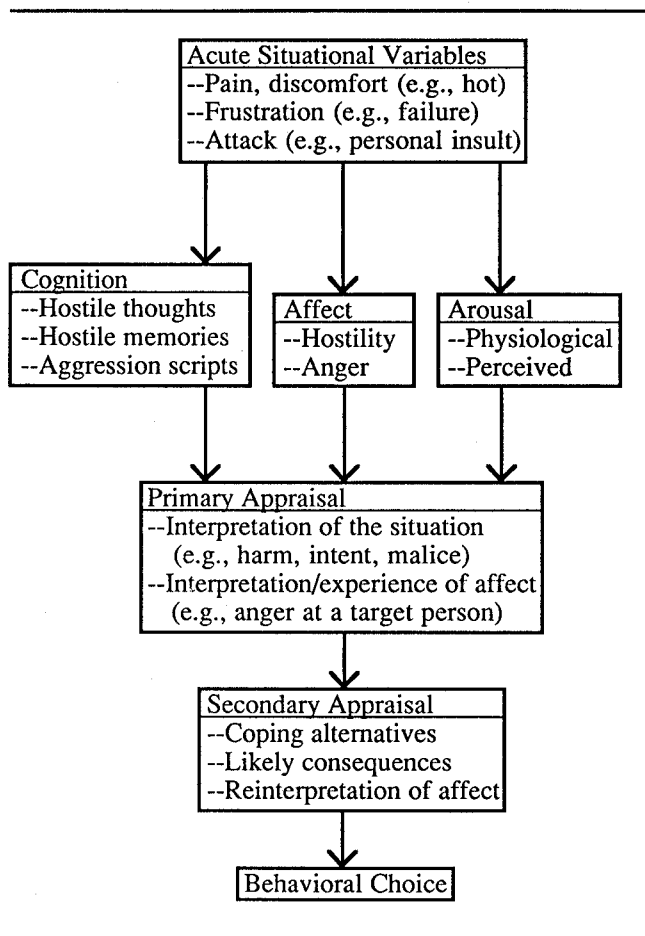 Acute Situational Variables
--Pain, discomfort (e.g., hot)
--Frustration (e.g., failure)
--Attack (e.g., personal insult)
Cognition
--Hostile thoughts
--Hostile memories
--Aggression scripts
Affect
--Hostility
--Anger
Arousal
--Physiological
--Perceived
Primary Appraisal
--Interpretation of the situation
(e.g., harm, intent, malice)
--Interpretation/experience of affect
(e.g., anger at a target person)
Secondary Appraisal
--Coping alternatives
--Likely consequences
--Reinterpretation of affect
Behavioral Choice